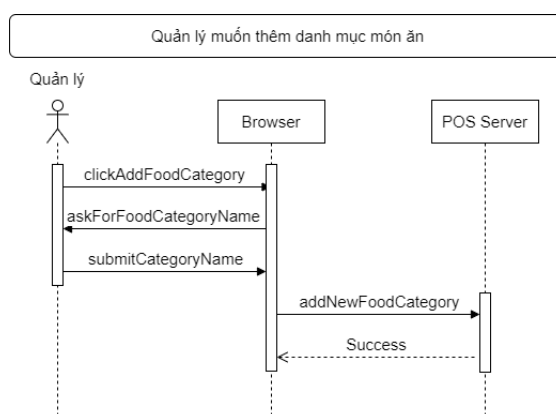 Quản lý muốn thêm danh mục món ăn
Quản lý
Browser
POS Server
clickAddFoodCategory
askForFoodCategoryName
submitCategoryName
addNewFoodCategory
Success